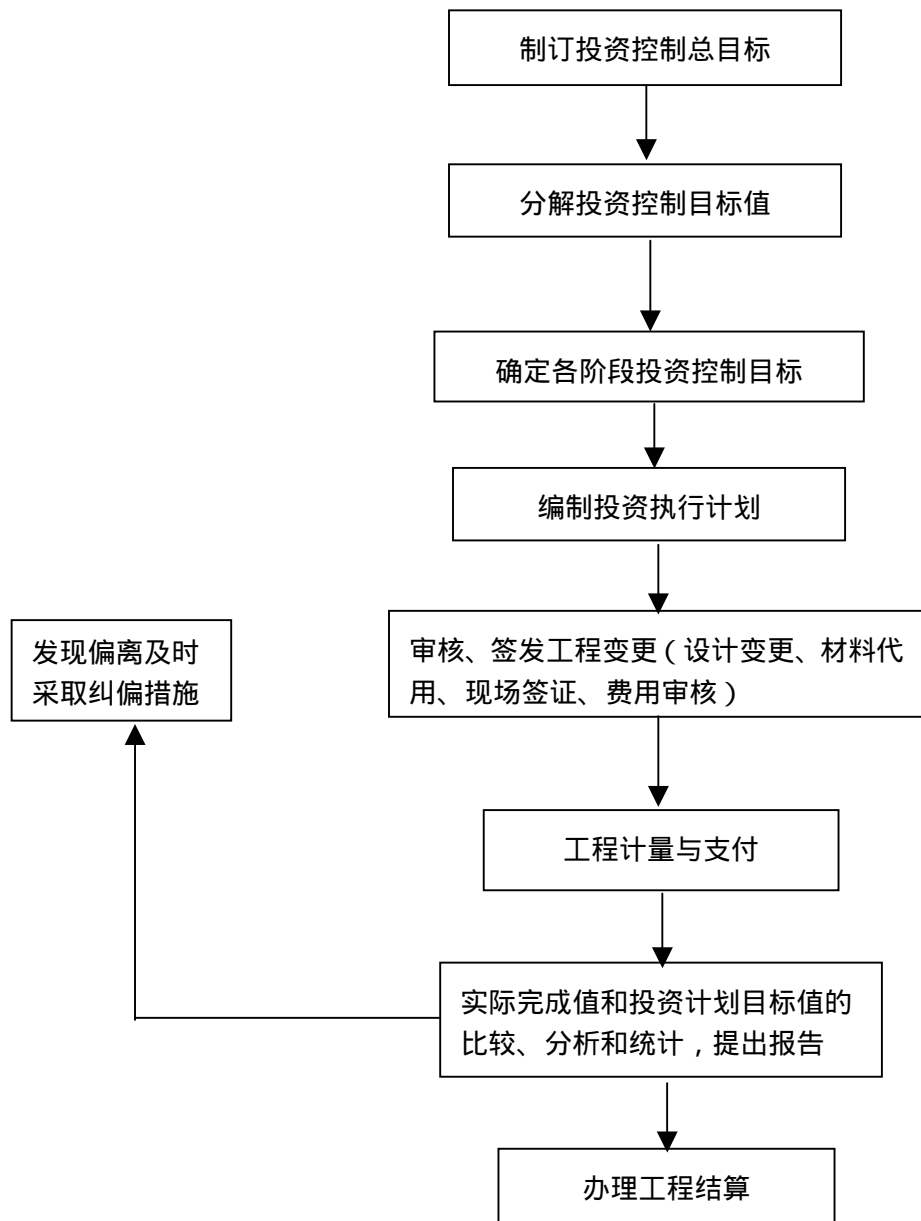 制订投资控制总目标
分解投资控制目标值
确定各阶段投资控制目标
编制投资执行计划
发现偏离及时
采取纠偏措施
审核、签发工程变更（设计变更、材料代
用、现场签证、费用审核）
工程计量与支付
实际完成值和投资计划目标值的
比较、分析和统计，提出报告
办理工程结算